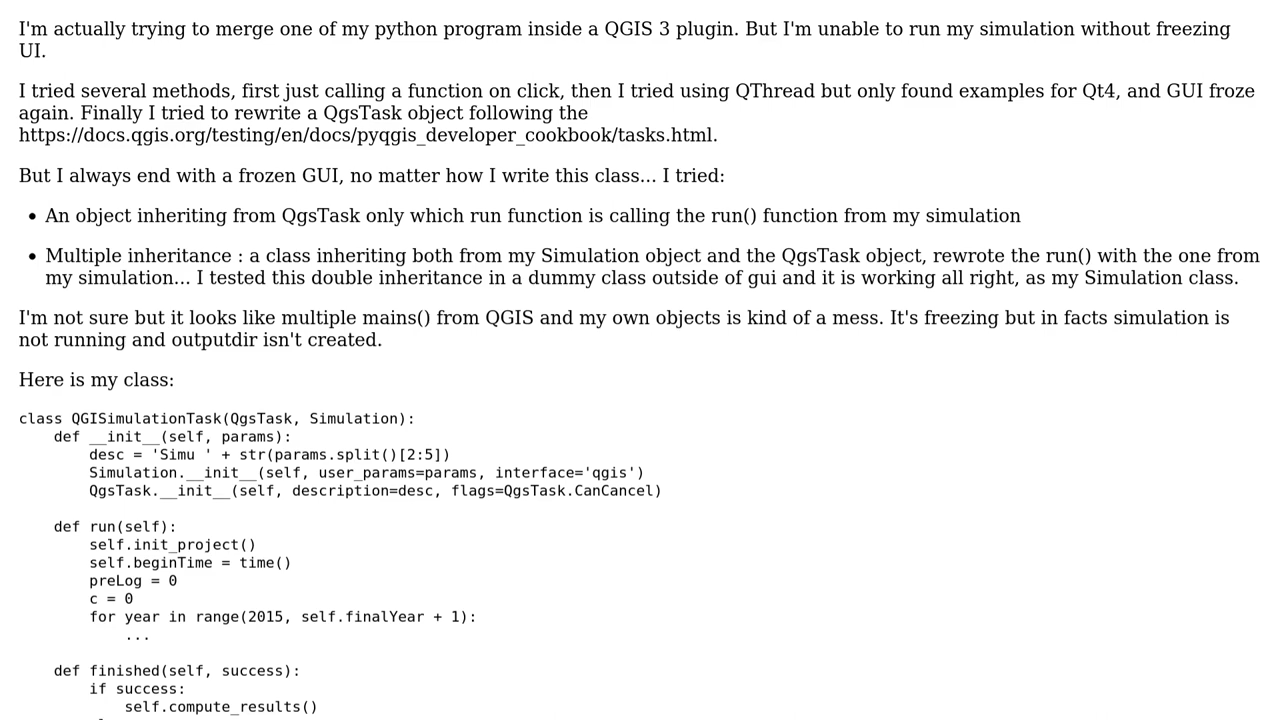 I'm actually trying to merge one of my python program inside a QGIS 3 plugin. But I'm unable to run my simulation without freezing
UI.
I tried several methods, first just calling a function on click, then I tried using QThread but only found examples for Qt4, and GUI froze
again. Finally I tried to rewrite a QgsTask object following the
https://docs.qgis.org/testing/en/docs/pyqgis_developer_cookbook/tasks.html.
But I always end with a frozen GUI, no matter how I write this class... I tried:
• An object inheriting from QgsTask only which run function is calling the run() function from my simulation
• Multiple inheritance : a class inheriting both from my Simulation object and the QgsTask object, rewrote the run() with the one from
my simulation... I tested this double inheritance in a dummy class outside of gui and it is working all right, as my Simulation class.
I'm not sure but it looks like multiple mains() from QGIS and my own objects is kind of a mess. It's freezing but in facts simulation is
not running and outputdir isn't created.
Here is my class:
class QGISimulationTask(QgsTask, Simulation):
    def __init__(self, params):
        desc = 'Simu ' + str(params.split()[2:5])
        Simulation.__init__(self, user_params=params, interface='qgis')
        QgsTask.__init__(self, description=desc, flags=QgsTask.CanCancel)
    def run(self):
        self.init_project()
        self.beginTime = time()
        preLog = 0
        c = 0
        for year in range(2015, self.finalYear + 1):
            ...
    def finished(self, success):
        if success:
            self.compute_results()